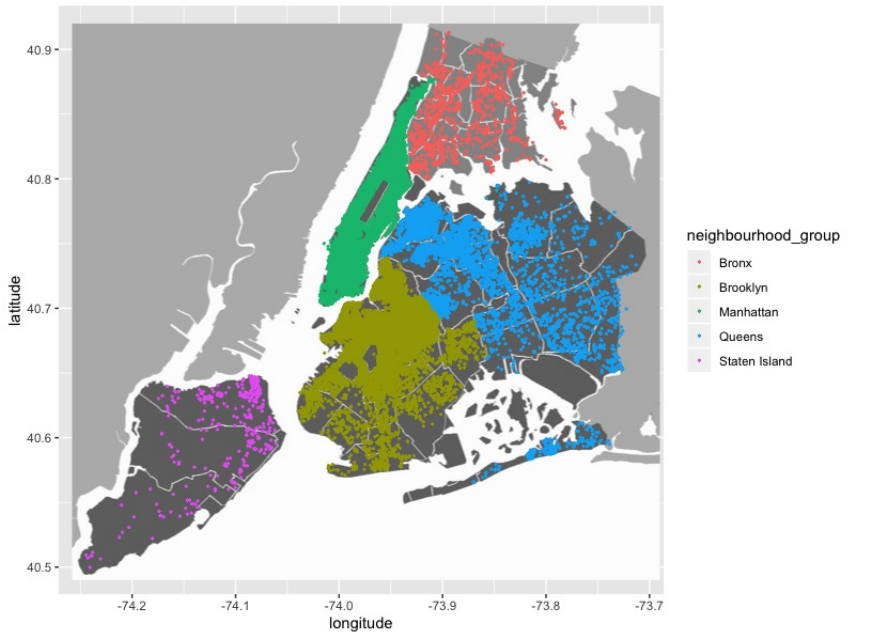 40.9
40.8
40.7
40.6
40.5
latitude
-74.2 -74.1 -74.0 -73.9 -73.8 -73.7
longitude
neighbourhood_group
Bronx
Brooklyn
Manhattan
Queens
Staten Island